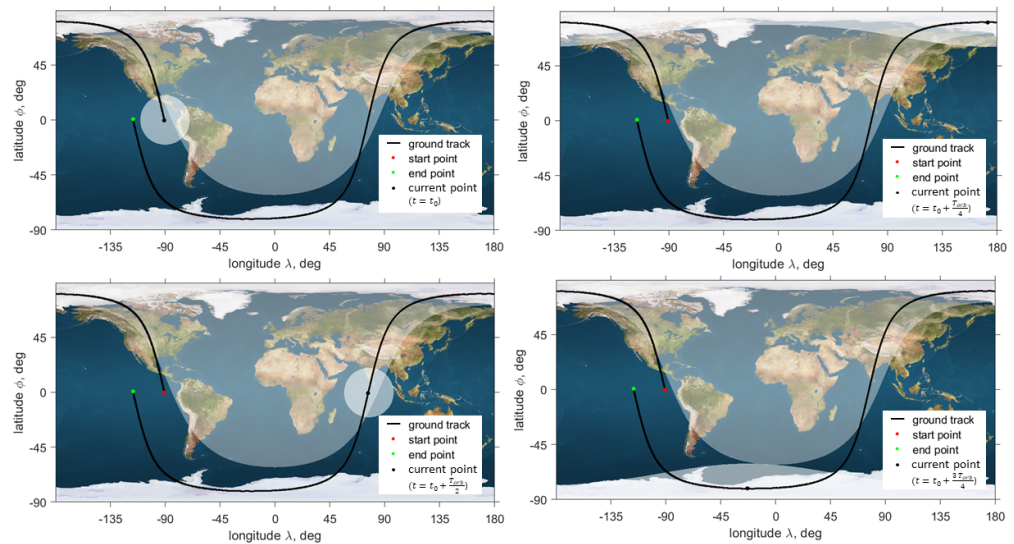 latitude ϕ, deg
45
0
-45
-90
-135
-90
-45
0
45
90
135
180
longitude λ, deg
ground track
start point
end point
current point
(t = t₀)
latitude ϕ, deg
45
0
-45
-90
-135
-90
-45
0
45
90
135
180
longitude λ, deg
ground track
start point
end point
current point
(t = t₀ + Tₒᵣᵦ/4)
latitude ϕ, deg
45
0
-45
-90
-135
-90
-45
0
45
90
135
180
longitude λ, deg
ground track
start point
end point
current point
(t = t₀ + Tₒᵣᵦ/2)
latitude ϕ, deg
45
0
-45
-90
-135
-90
-45
0
45
90
135
180
longitude λ, deg
ground track
start point
end point
current point
(t = t₀ + 3 Tₒᵣᵦ/4)